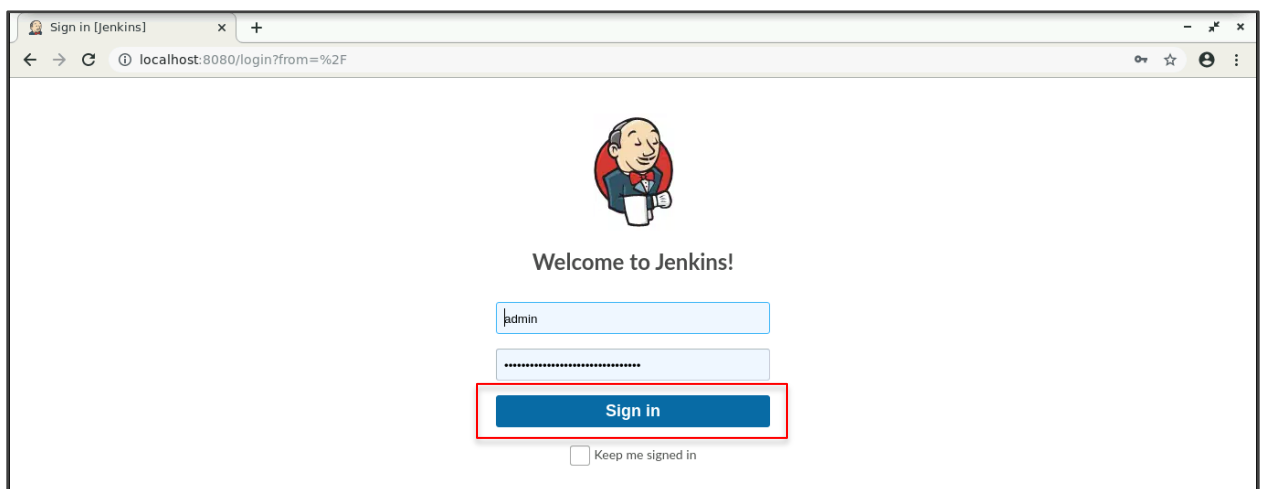 Sign in [Jenkins]
localhost:8080/login?from=%2F
Welcome to Jenkins!
admin
••••••••••••••••••••••••••••••••
Sign in
Keep me signed in